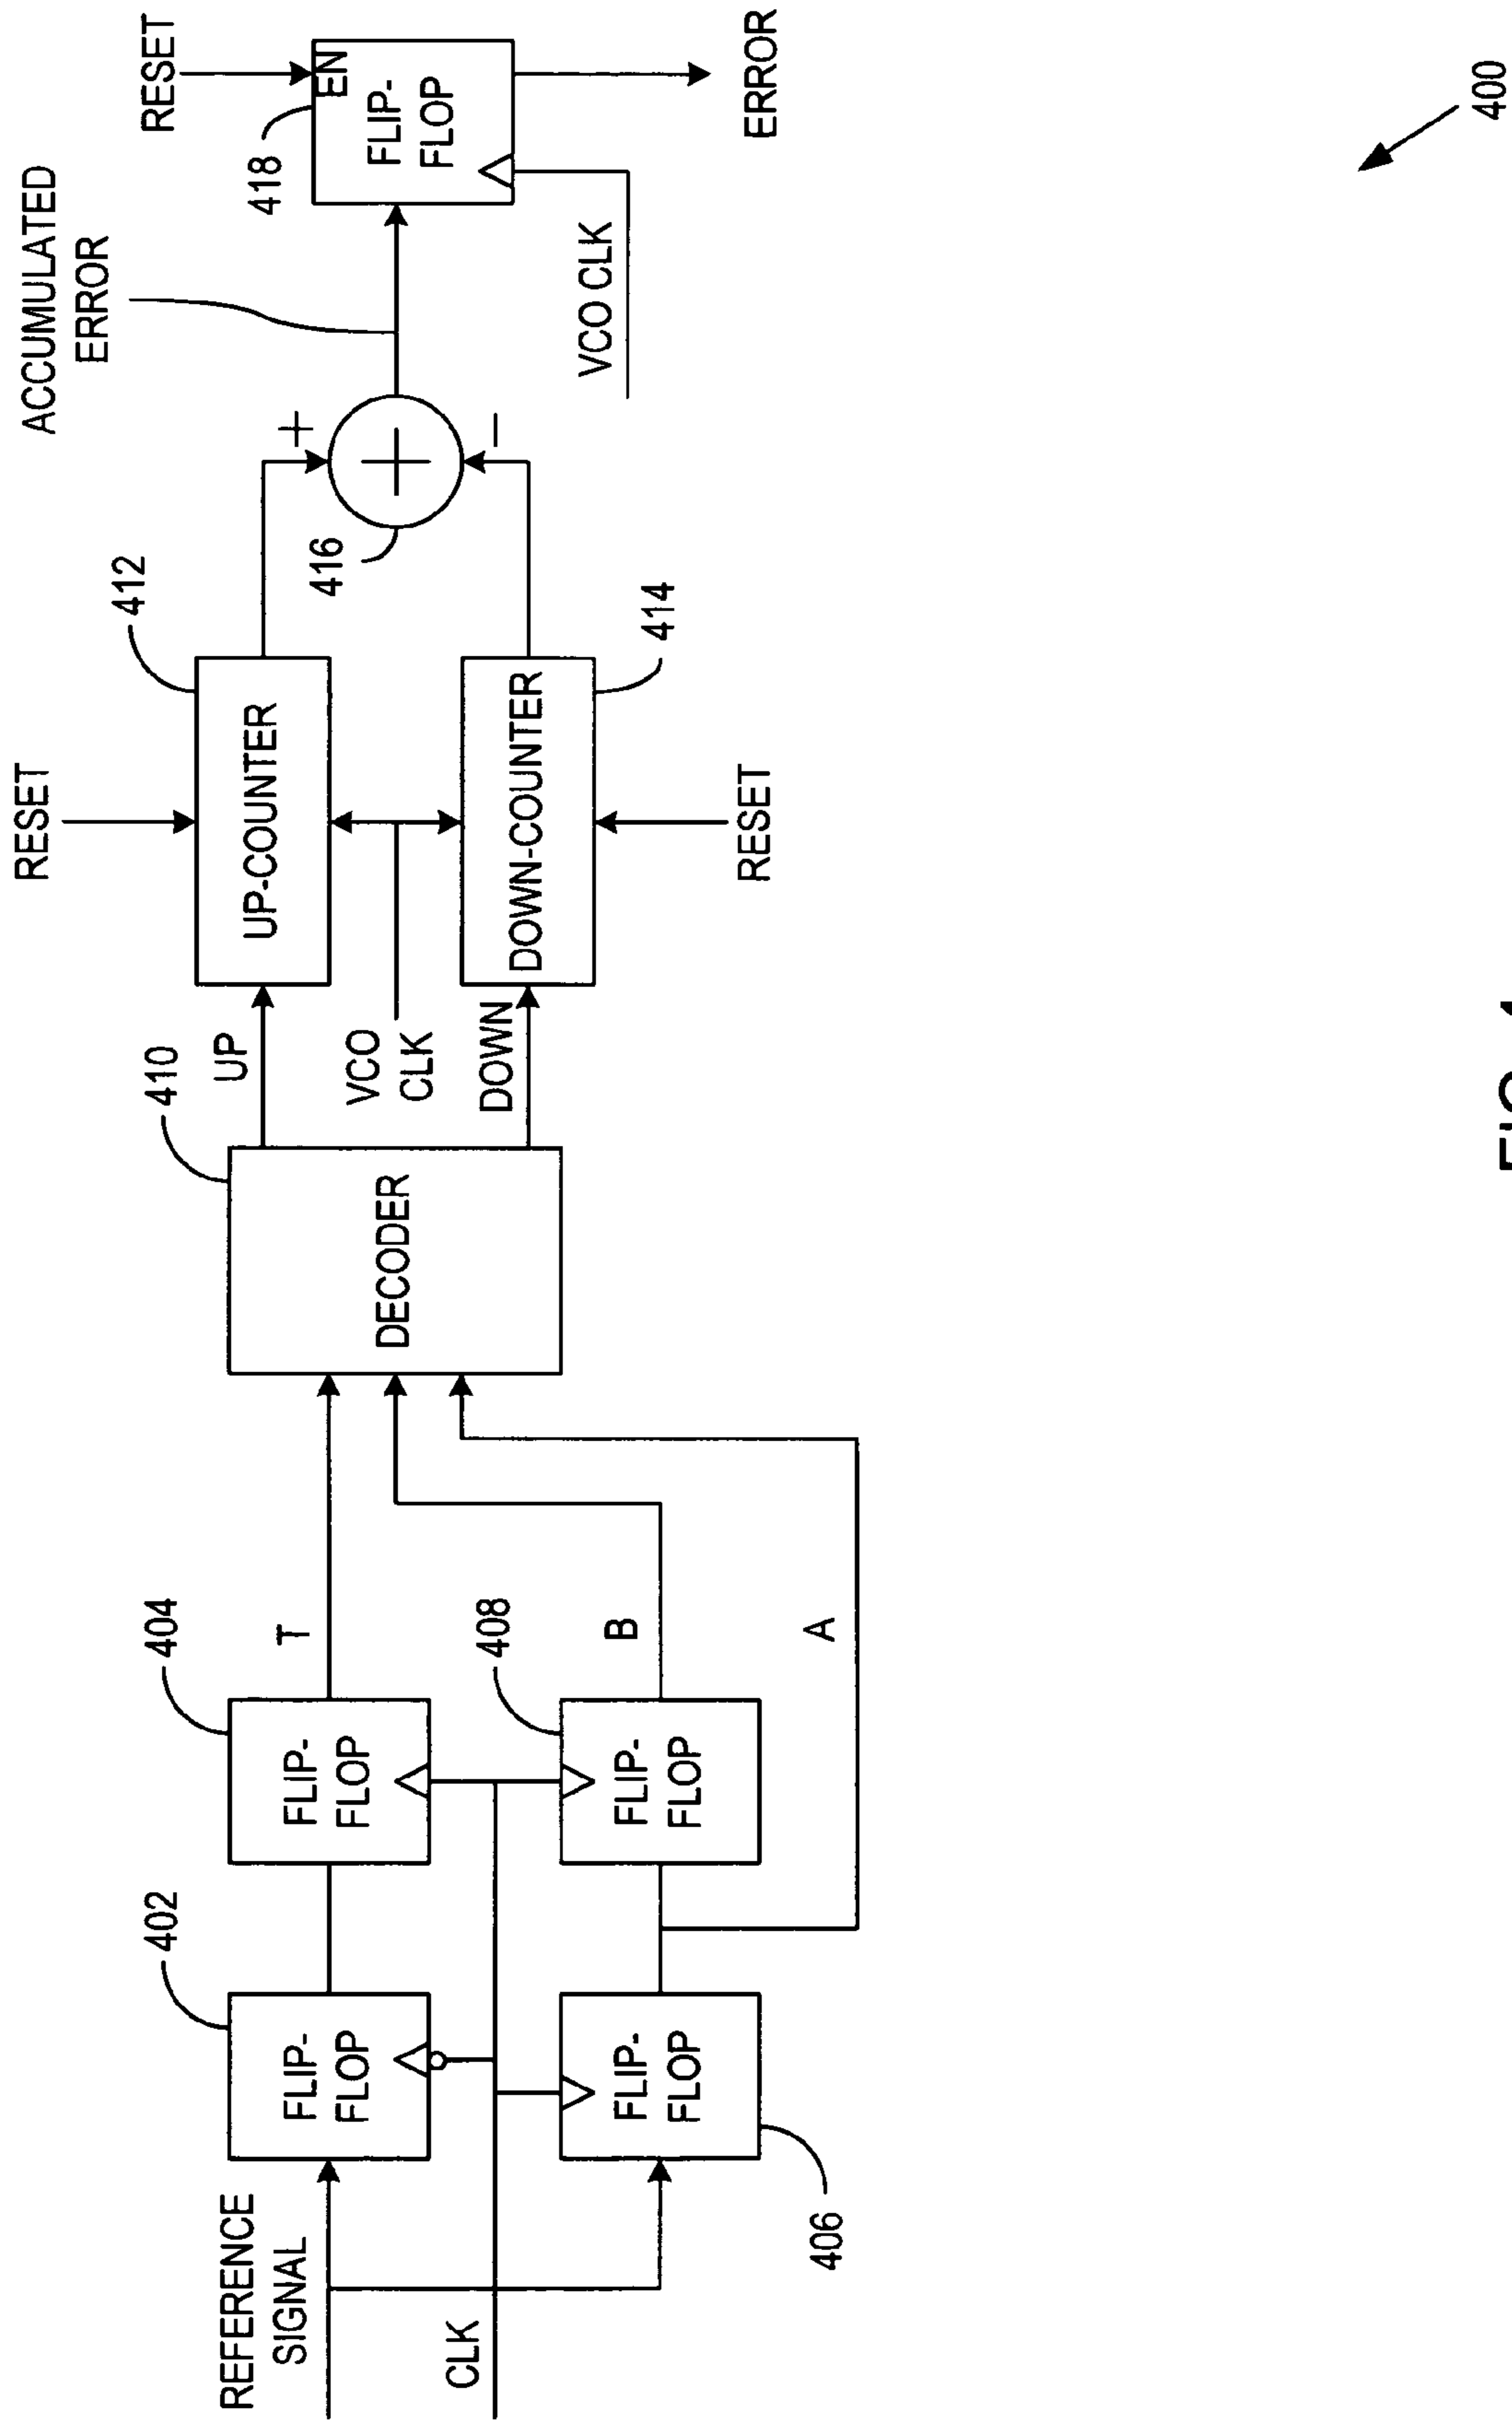 REFERENCE
SIGNAL
CLK
402
FLIP-
FLOP
406
FLIP-
FLOP
404
FLIP-
FLOP
408
FLIP-
FLOP
T
B
A
410
DECODER
UP
VCO
CLK
DOWN
RESET
412
UP-COUNTER
414
DOWN-COUNTER
RESET
416
+
−
ACCUMULATED
ERROR
VCO CLK
RESET
418
EN
FLIP-
FLOP
ERROR
400